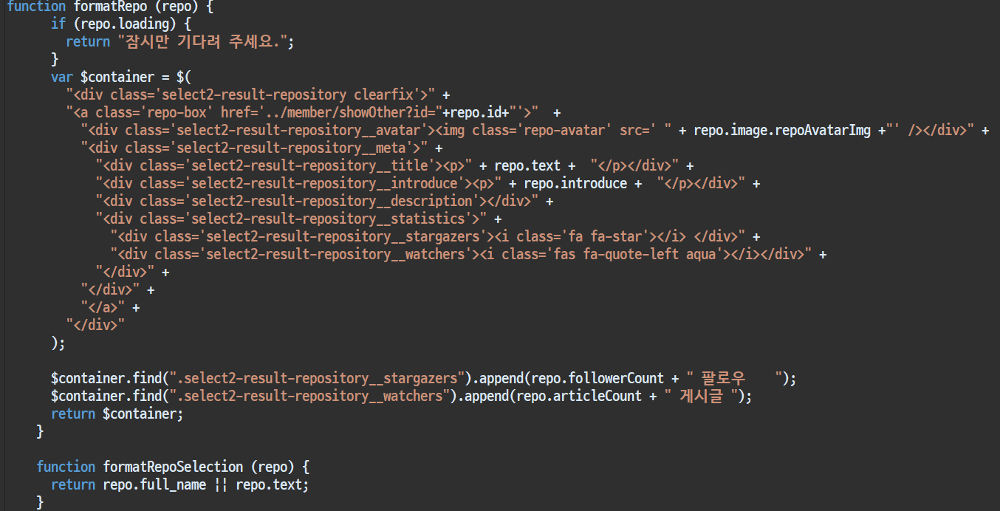 function formatRepo (repo) {
if (repo.loading) {
return "잠시만 기다려 주세요.";
}
var $container = $(
"<div class='select2-result-repository clearfix'>" +
"<a class='repo-box' href='../member/showOther?id="+repo.id+"'>"  +
"<div class='select2-result-repository__avatar'><img class='repo-avatar' src=' " + repo.image.repoAvatarImg +"' /></div>" +
"<div class='select2-result-repository__meta'>" +
"<div class='select2-result-repository__title'><p>" + repo.text +  "</p></div>" +
"<div class='select2-result-repository__introduce'><p>" + repo.introduce +  "</p></div>" +
"<div class='select2-result-repository__description'></div>" +
"<div class='select2-result-repository__statistics'>" +
"<div class='select2-result-repository__stargazers'><i class='fa fa-star'></i> </div>" +
"<div class='select2-result-repository__watchers'><i class='fas fa-quote-left aqua'></i></div>" +
"</div>" +
"</div>" +
"</a>" +
"</div>"
);
$container.find(".select2-result-repository__stargazers").append(repo.followerCount + " 팔로우    ");
$container.find(".select2-result-repository__watchers").append(repo.articleCount + " 게시글 ");
return $container;
}
function formatRepoSelection (repo) {
return repo.full_name || repo.text;
}